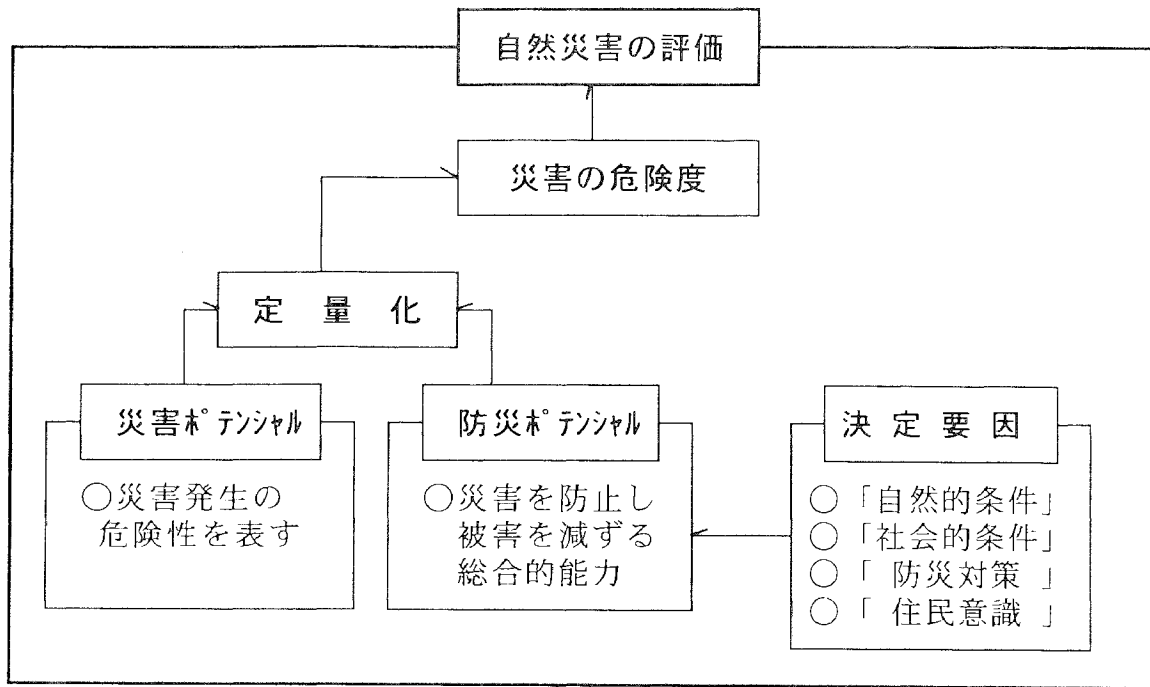 自然災害の評価
災害の危険度
定量化
災害ﾎﾟﾃﾝｼｬﾙ
○災害発生の
危険性を表す
防災ﾎﾟﾃﾝｼｬﾙ
○災害を防止し
被害を減ずる
総合的能力
決定要因
○「自然的条件」
○「社会的条件」
○「防災対策」
○「住民意識」